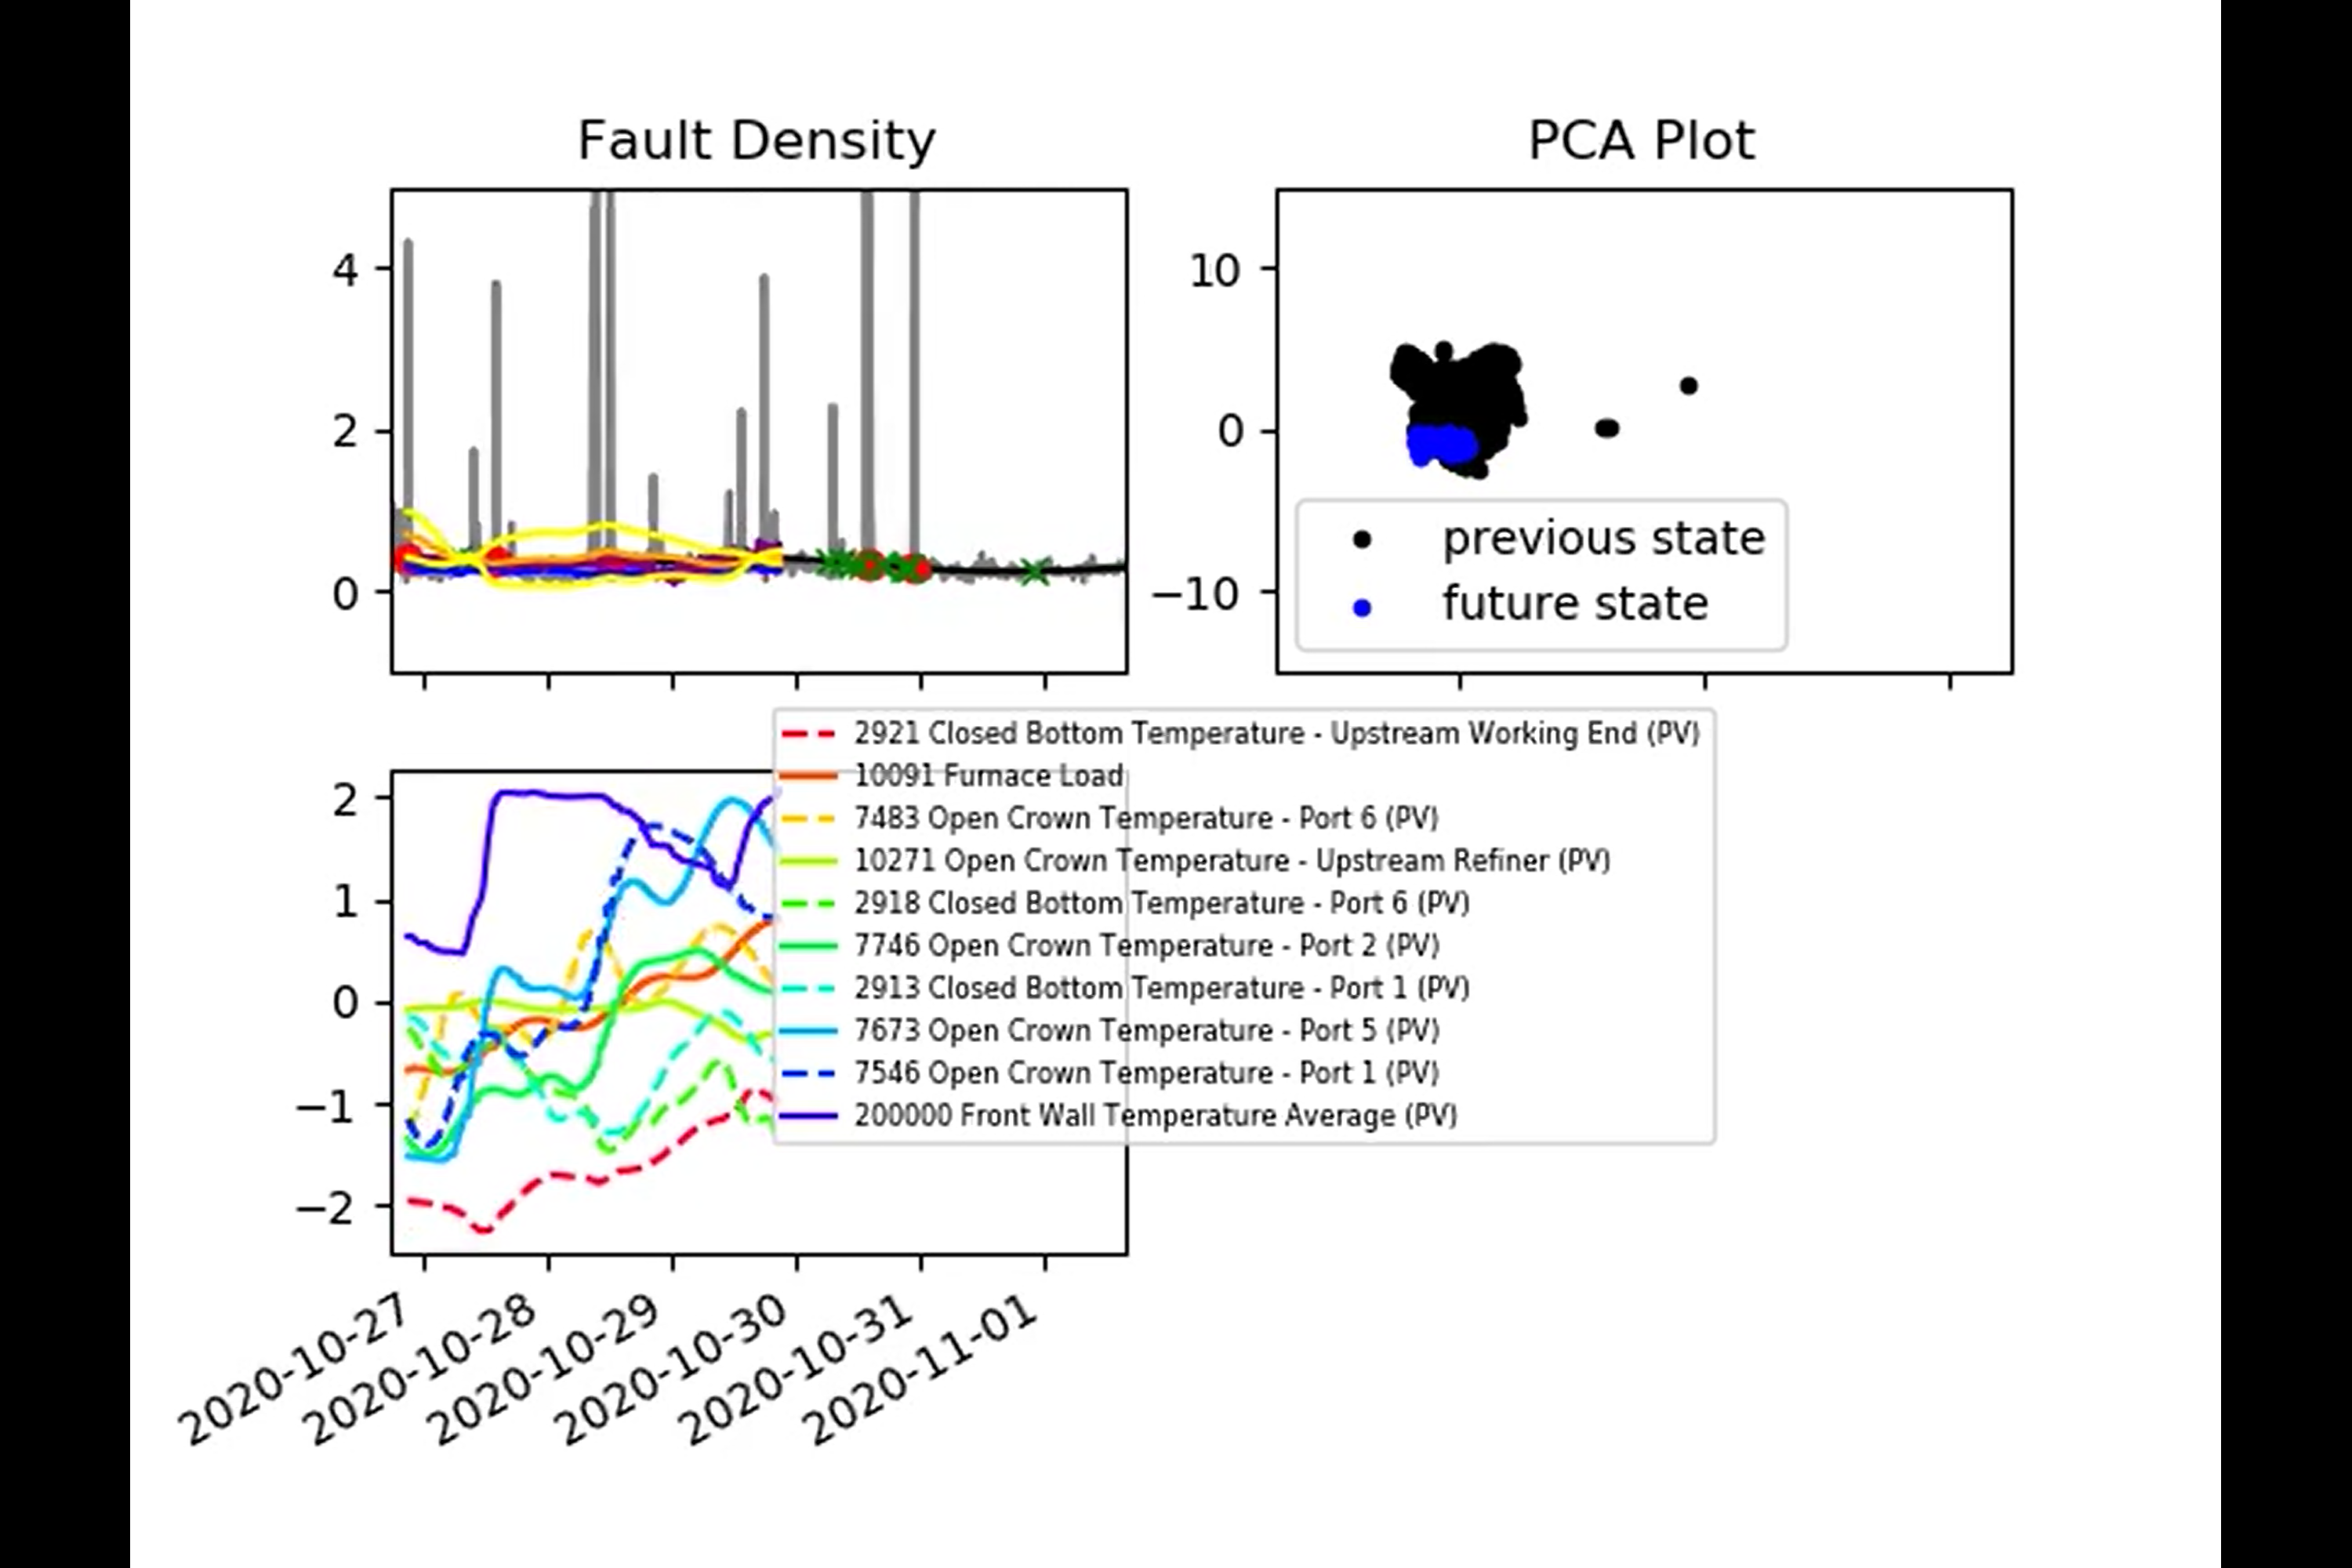 Fault Density
PCA Plot
4
2
0
10
0
−10
previous state
future state
2
1
0
−1
−2
2921 Closed Bottom Temperature - Upstream Working End (PV)
10091 Furnace Load
7483 Open Crown Temperature - Port 6 (PV)
10271 Open Crown Temperature - Upstream Refiner (PV)
2918 Closed Bottom Temperature - Port 6 (PV)
7746 Open Crown Temperature - Port 2 (PV)
2913 Closed Bottom Temperature - Port 1 (PV)
7673 Open Crown Temperature - Port 5 (PV)
7546 Open Crown Temperature - Port 1 (PV)
200000 Front Wall Temperature Average (PV)
2020-10-27
2020-10-28
2020-10-29
2020-10-30
2020-10-31
2020-11-01